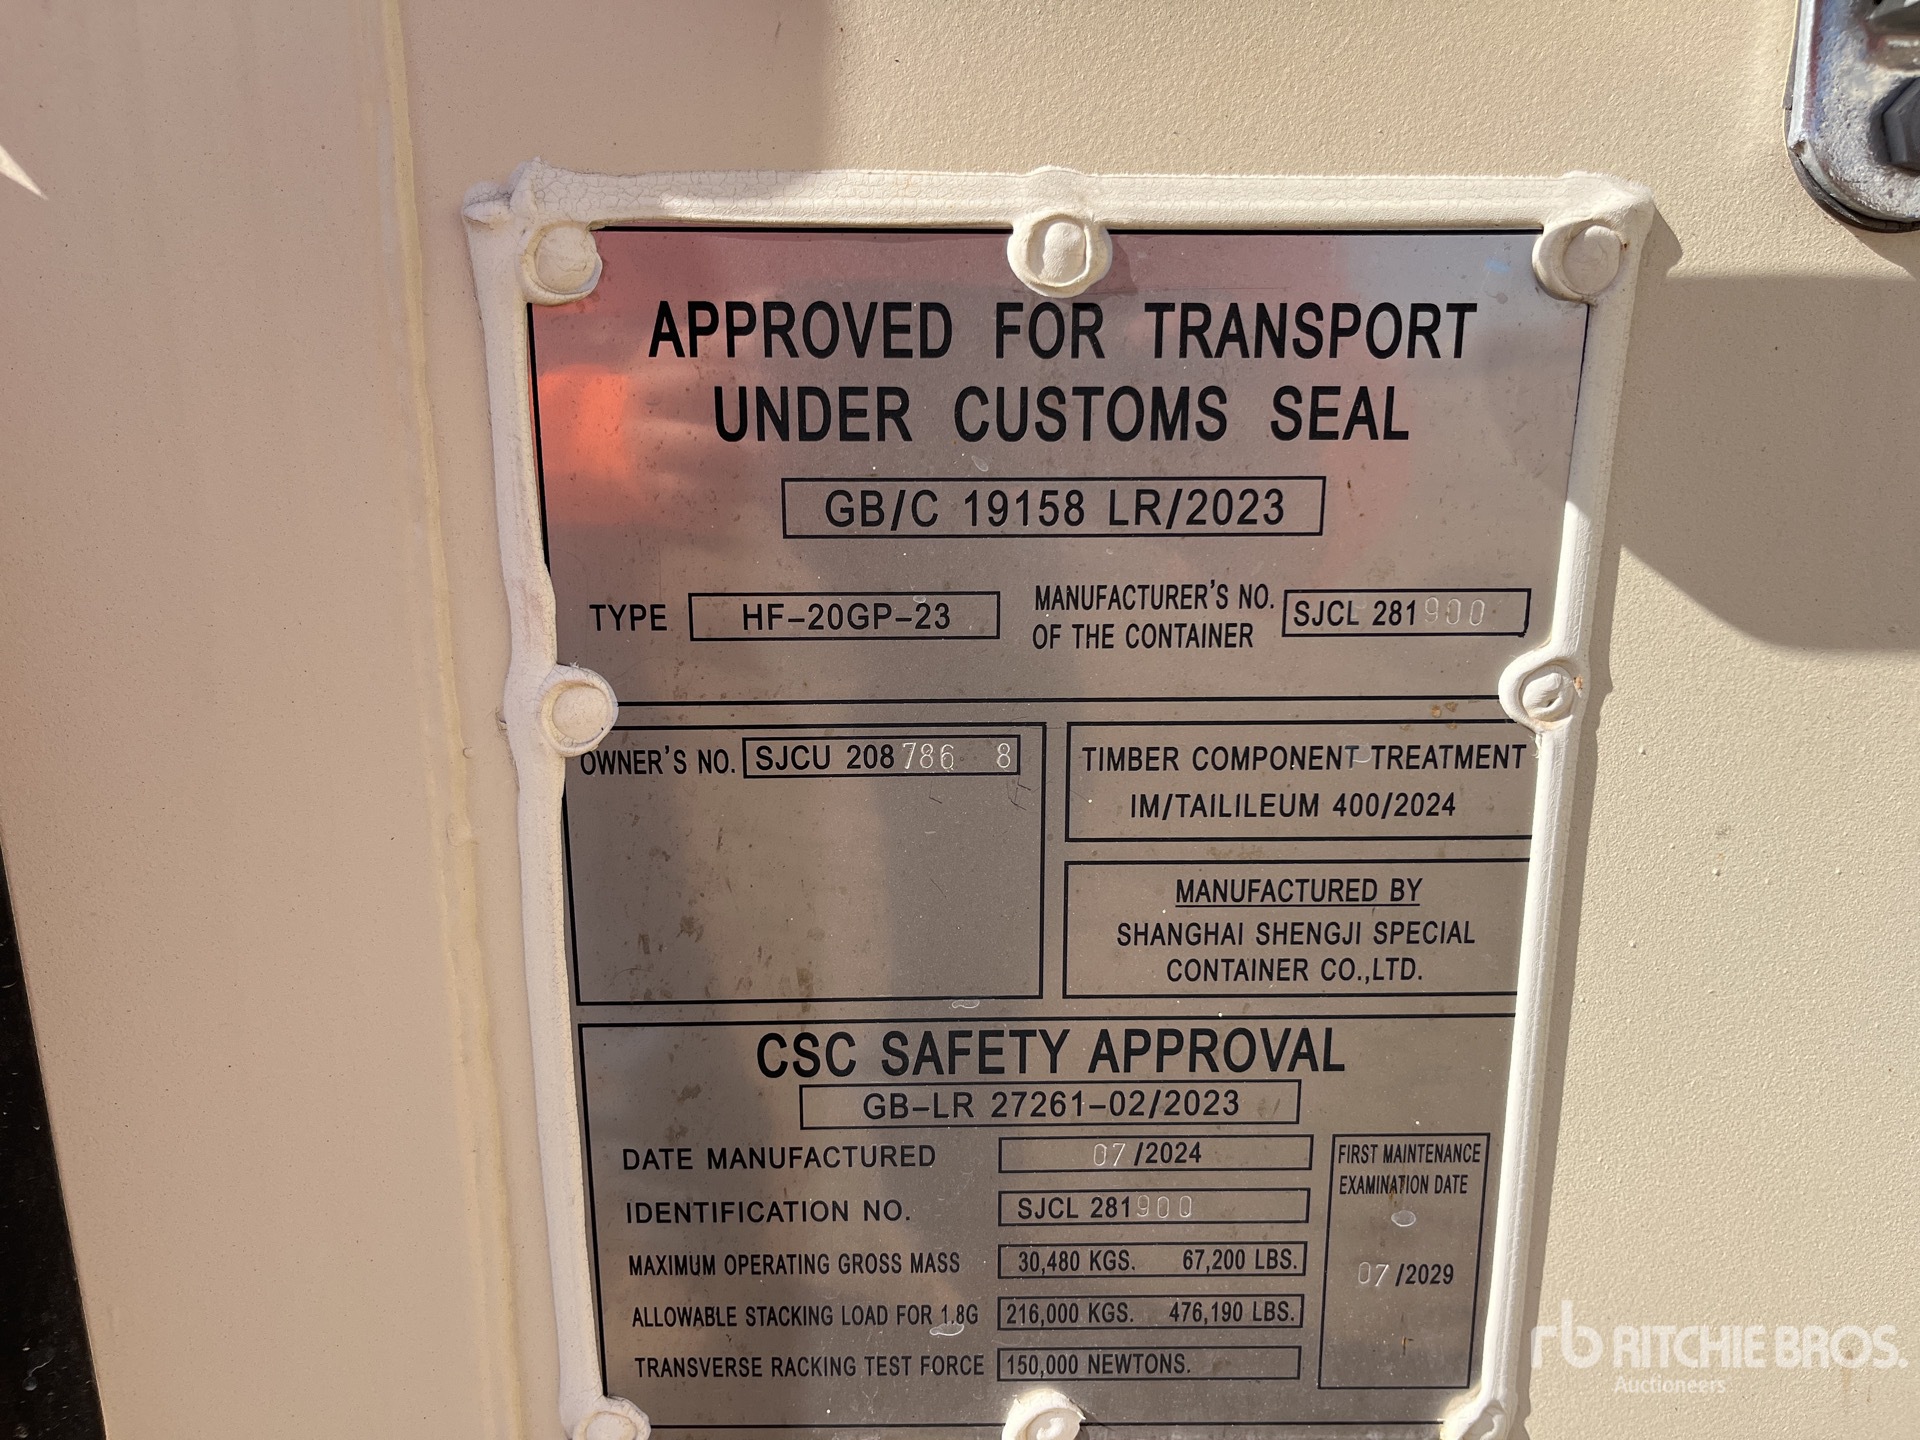 APPROVED FOR TRANSPORT
UNDER CUSTOMS SEAL
GB/C 19158 LR/2023
TYPE HF-20GP-23
MANUFACTURER'S NO.
OF THE CONTAINER
SJCL 281900
OWNER'S NO. SJCU 208786 8
TIMBER COMPONENT TREATMENT
IM/TAILILEUM 400/2024
MANUFACTURED BY
SHANGHAI SHENGJI SPECIAL
CONTAINER CO.,LTD.
CSC SAFETY APPROVAL
GB-LR 27261-02/2023
DATE MANUFACTURED 07/2024
IDENTIFICATION NO. SJCL 281900
MAXIMUM OPERATING GROSS MASS 30,480 KGS. 67,200 LBS.
ALLOWABLE STACKING LOAD FOR 1.8G 216,000 KGS. 476,190 LBS.
TRANSVERSE RACKING TEST FORCE 150,000 NEWTONS.
FIRST MAINTENANCE
EXAMINATION DATE
07/2029
rb RITCHIE BROS.
Auctioneers